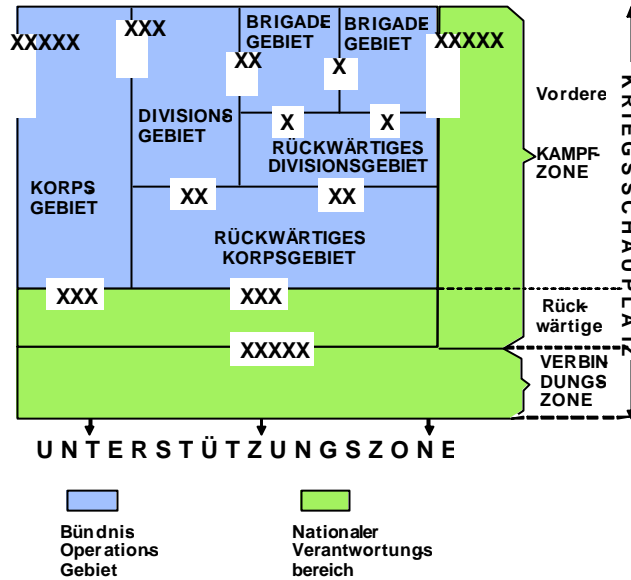 BRIGADE
GEBIET
BRIGADE
GEBIET
XXXXX
XXX
XX
X
XXXXX
DIVISIONS
GEBIET
X
X
RÜCKWÄRTIGES
DIVISIONSGEBIET
KORPS
GEBIET
XX
XX
RÜCKWÄRTIGES
KORPSGEBIET
XXX
XXX
XXXXX
Vordere
KAMPF-
ZONE
Rück-
wärtige
VERBIN
DUNGS
ZONE
KRIEGSSCHAUPLATZ
UNTERSTÜTZUNGSZONE
Bündnis
Operations
Gebiet
Nationaler
Verantwortungs
bereich